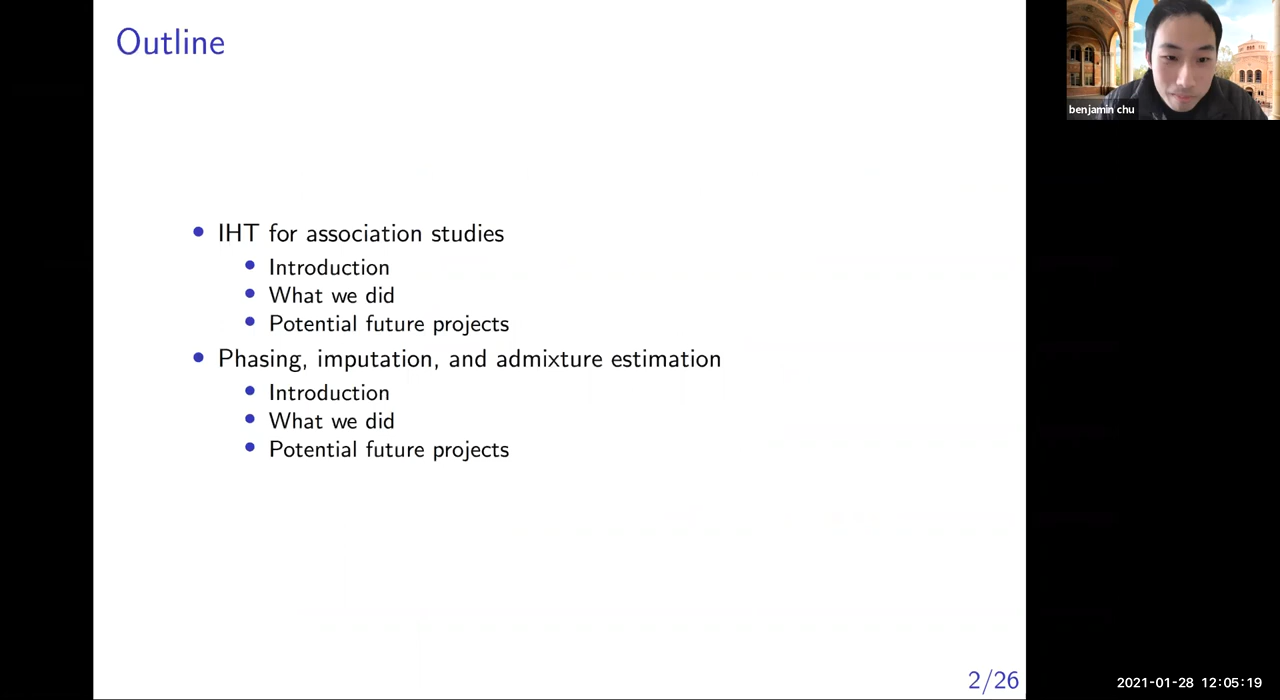 Outline
IHT for association studies
Introduction
What we did
Potential future projects
Phasing, imputation, and admixture estimation
Introduction
What we did
Potential future projects
2/26
benjamin chu
2021-01-28 12:05:19